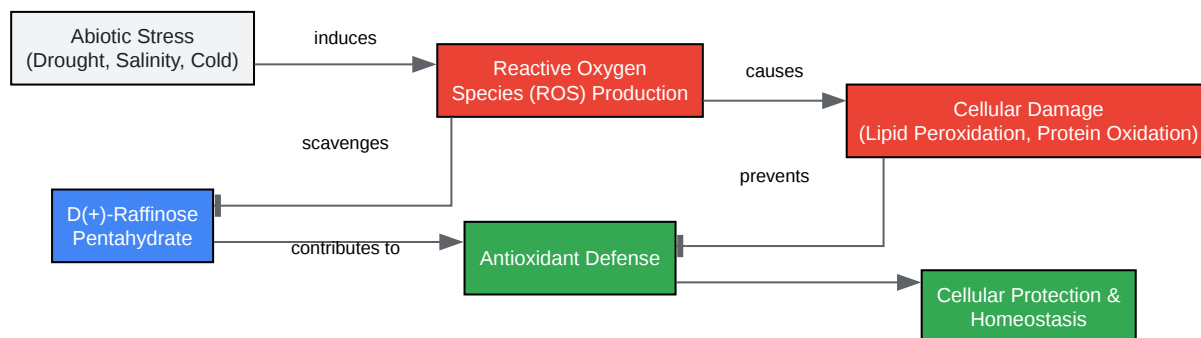 Abiotic Stress
(Drought, Salinity, Cold)
induces
Reactive Oxygen
Species (ROS) Production
causes
Cellular Damage
(Lipid Peroxidation, Protein Oxidation)
scavenges
prevents
D(+)-Raffinose
Pentahydrate
contributes to
Antioxidant Defense
Cellular Protection &
Homeostasis